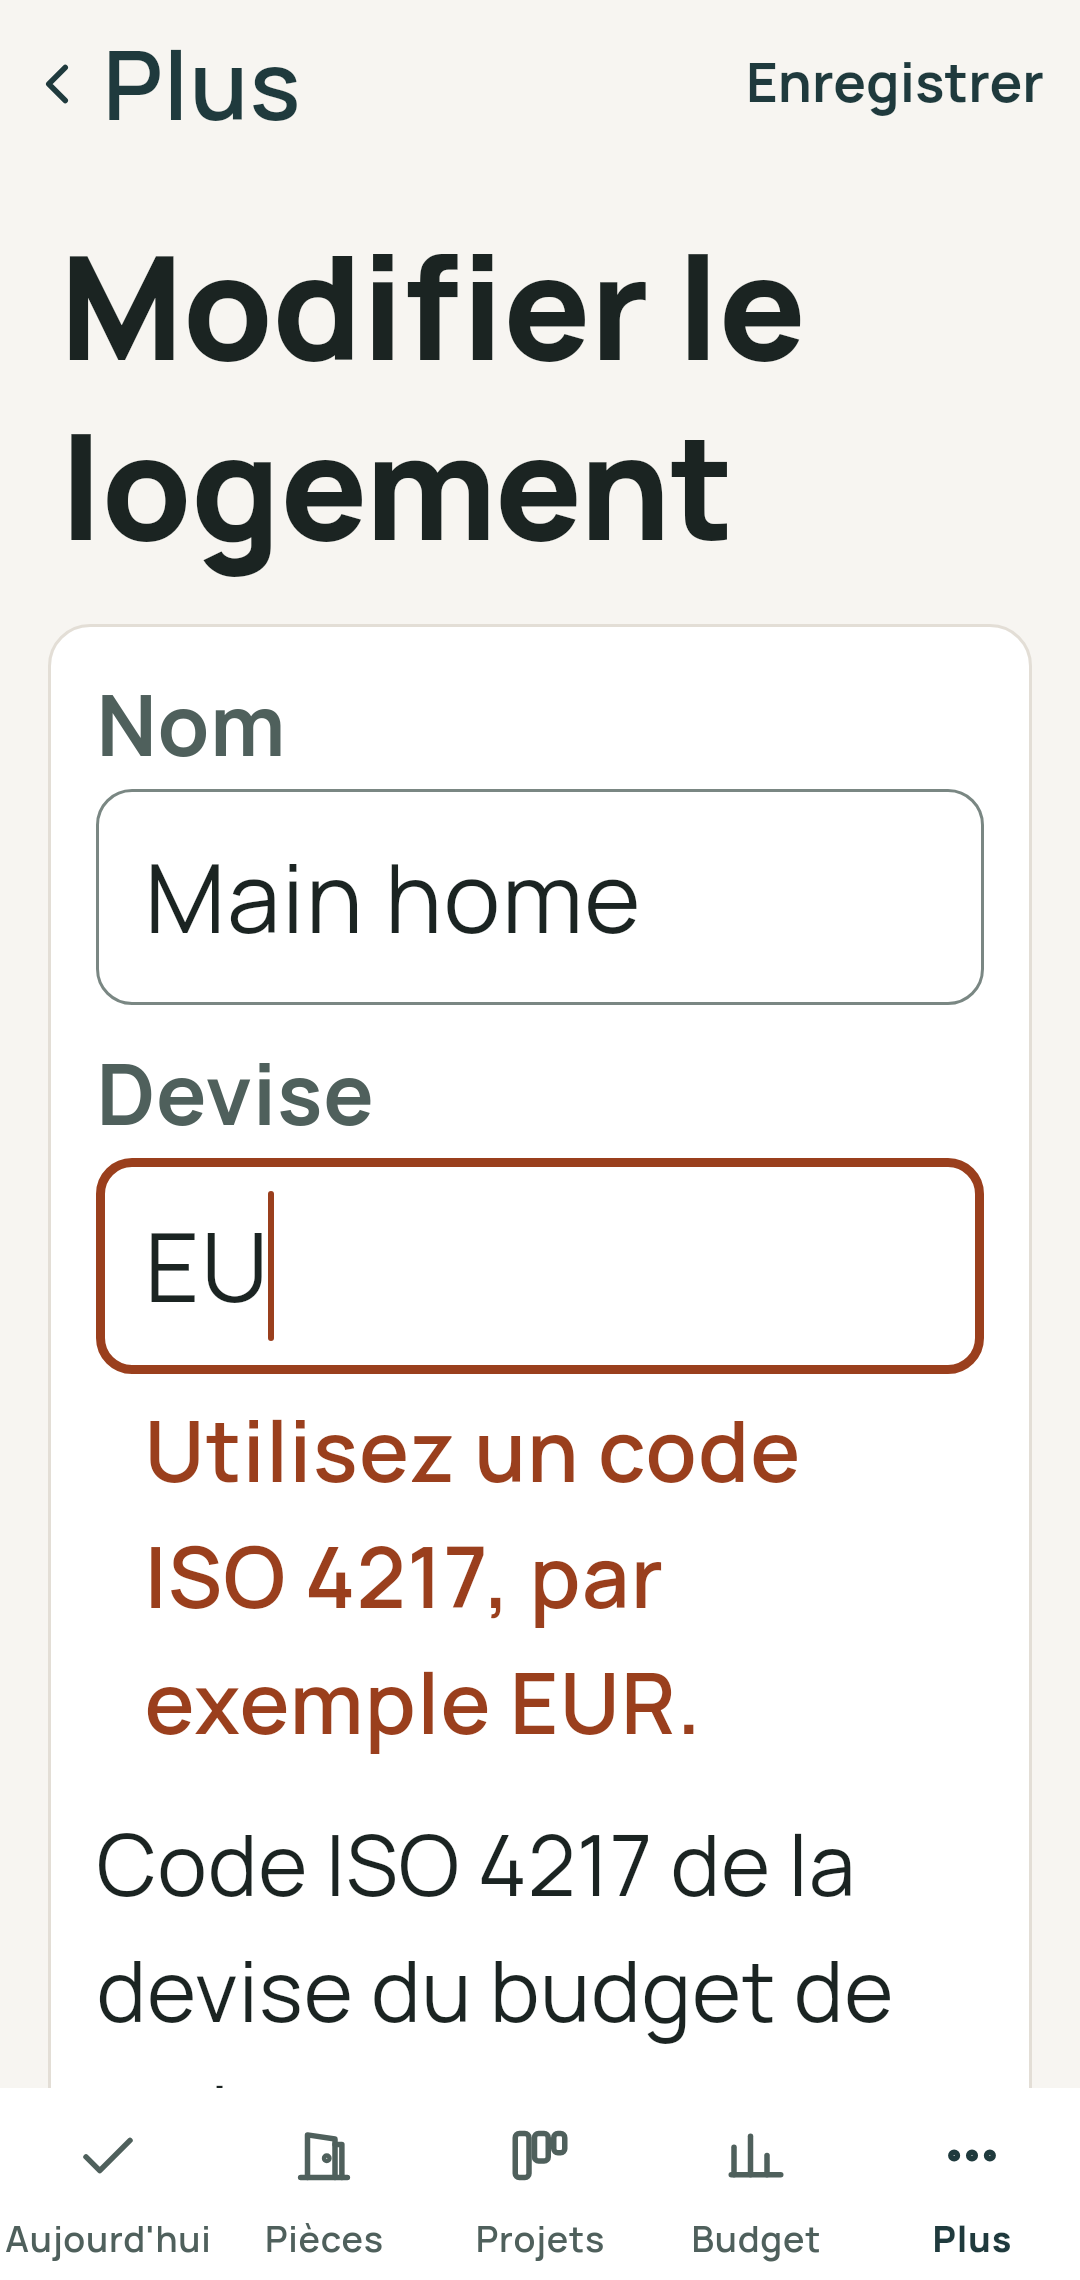 Plus
Enregistrer
Modifier le
logement
Nom
Main home
Devise
EU
Utilisez un code
ISO 4217, par
exemple EUR.
Code ISO 4217 de la
devise du budget de
Aujourd'hui
Pièces
Projets
Budget
Plus